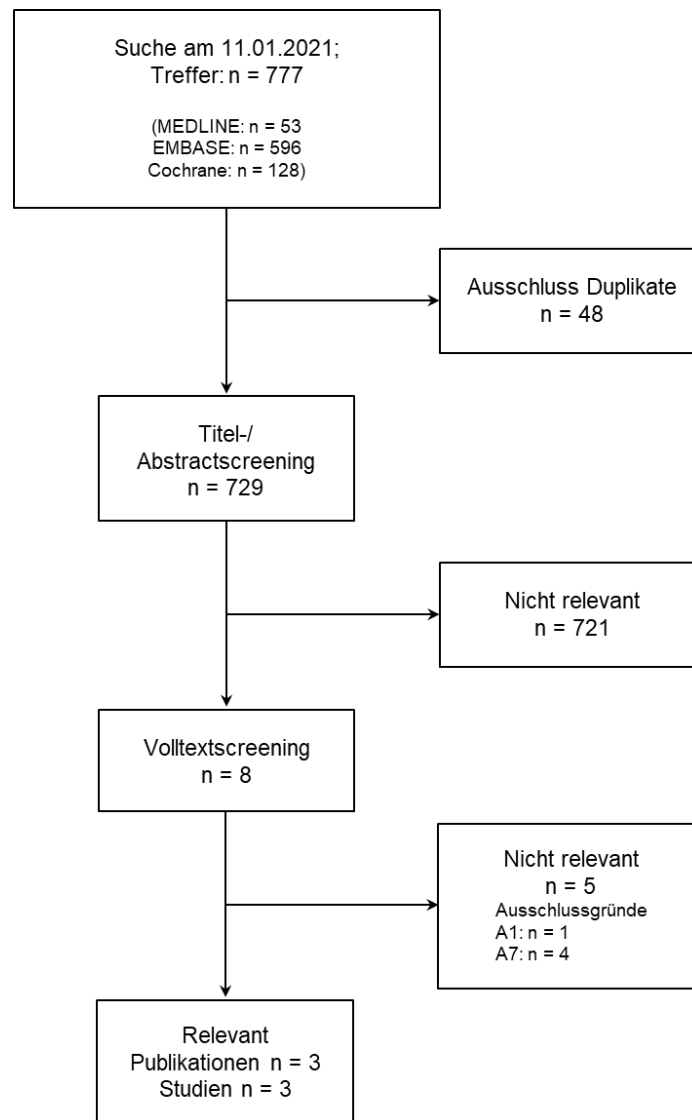 Suche am 11.01.2021;
Treffer: n = 777
(MEDLINE: n = 53
EMBASE: n = 596
Cochrane: n = 128)
Ausschluss Duplikate
n = 48
Titel-/
Abstractscreening
n = 729
Nicht relevant
n = 721
Volltextscreening
n = 8
Nicht relevant
n = 5
Ausschlussgründe
A1: n = 1
A7: n = 4
Relevant
Publikationen n = 3
Studien n = 3